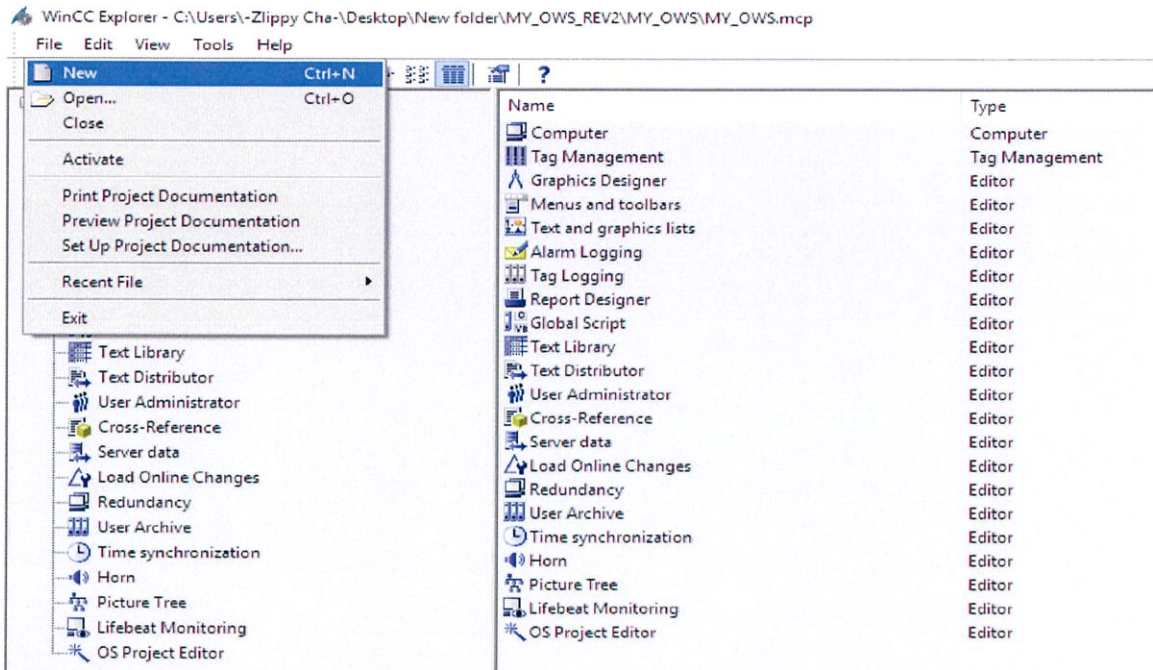 WinCC Explorer - C:\Users\-Zlippy Cha-\Desktop\New folder\MY_OWS_REV2\MY_OWS\MY_OWS.mcp
File Edit View Tools Help
New Ctrl+N
Open... Ctrl+O
Close
Activate
Print Project Documentation
Preview Project Documentation
Set Up Project Documentation...
Recent File
Exit
Text Library
Text Distributor
User Administrator
Cross-Reference
Server data
Load Online Changes
Redundancy
User Archive
Time synchronization
Horn
Picture Tree
Lifebeat Monitoring
OS Project Editor
?
Name Type
Computer Computer
Tag Management Tag Management
Graphics Designer Editor
Menus and toolbars Editor
Text and graphics lists Editor
Alarm Logging Editor
Tag Logging Editor
Report Designer Editor
Global Script Editor
Text Library Editor
Text Distributor Editor
User Administrator Editor
Cross-Reference Editor
Server data Editor
Load Online Changes Editor
Redundancy Editor
User Archive Editor
Time synchronization Editor
Horn Editor
Picture Tree Editor
Lifebeat Monitoring Editor
OS Project Editor Editor